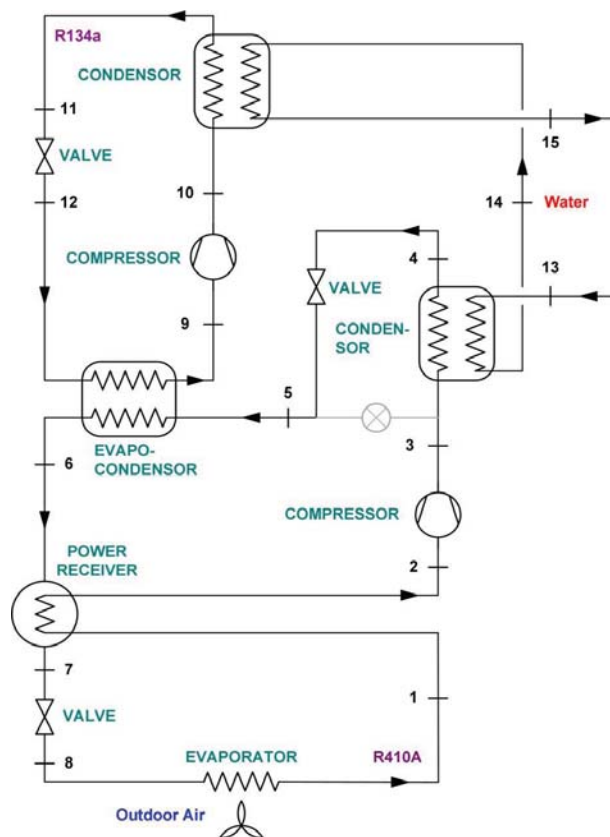 R134a
CONDENSOR
11
15
VALVE
12
10
14
Water
COMPRESSOR
4
13
VALVE
9
CONDEN-
SOR
5
6
EVAPO-
CONDENSOR
3
COMPRESSOR
POWER
RECEIVER
2
7
1
VALVE
8
EVAPORATOR
R410A
Outdoor Air